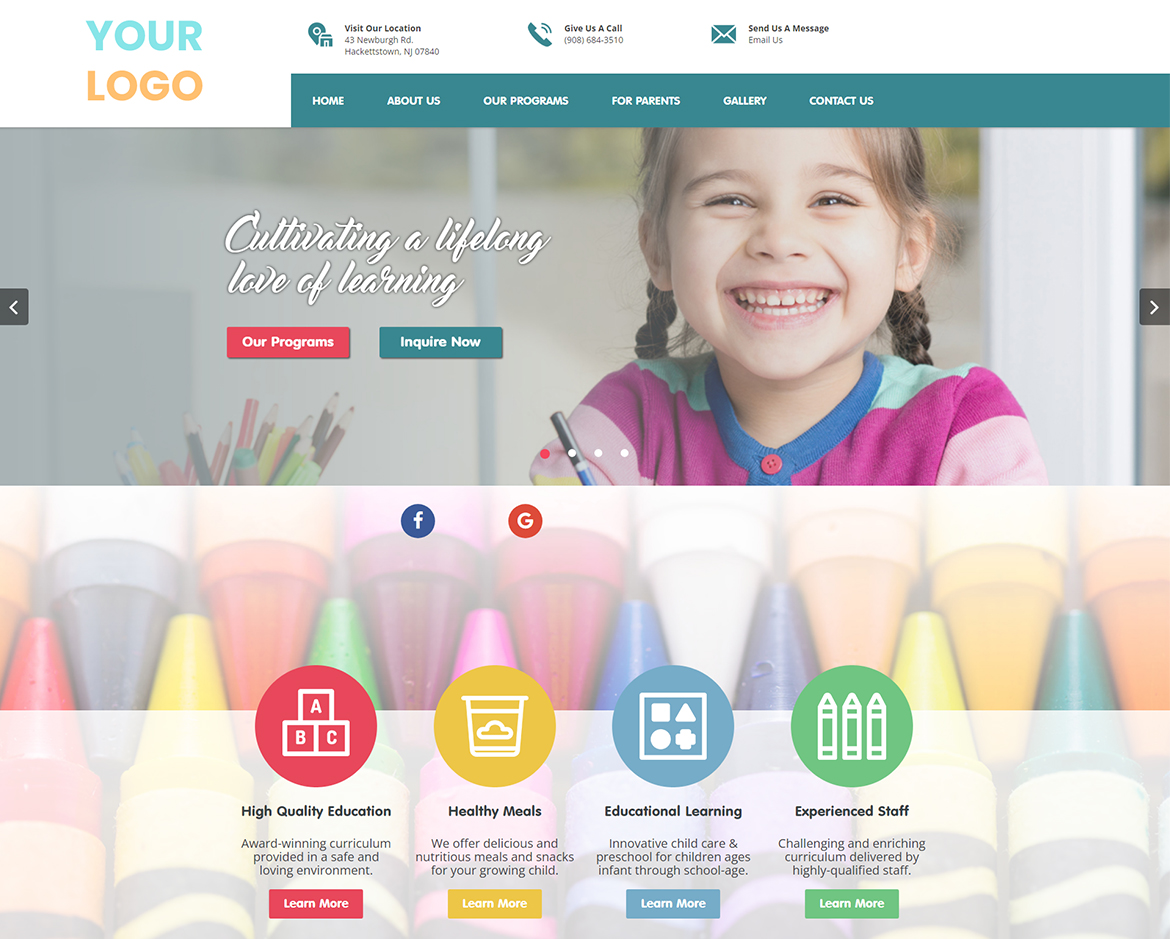 YOUR
LOGO
Visit Our Location
43 Newburgh Rd.
Hackettstown, NJ 07840
Give Us A Call
(908) 684-3510
Send Us A Message
Email Us
HOME
ABOUT US
OUR PROGRAMS
FOR PARENTS
GALLERY
CONTACT US
Cultivating a lifelong
love of learning
Our Programs
Inquire Now
f
G
A
B
C
High Quality Education
Award-winning curriculum
provided in a safe and
loving environment.
Learn More
Healthy Meals
We offer delicious and
nutritious meals and snacks
for your growing child.
Learn More
Educational Learning
Innovative child care &
preschool for children ages
infant through school-age.
Learn More
Experienced Staff
Challenging and enriching
curriculum delivered by
highly-qualified staff.
Learn More